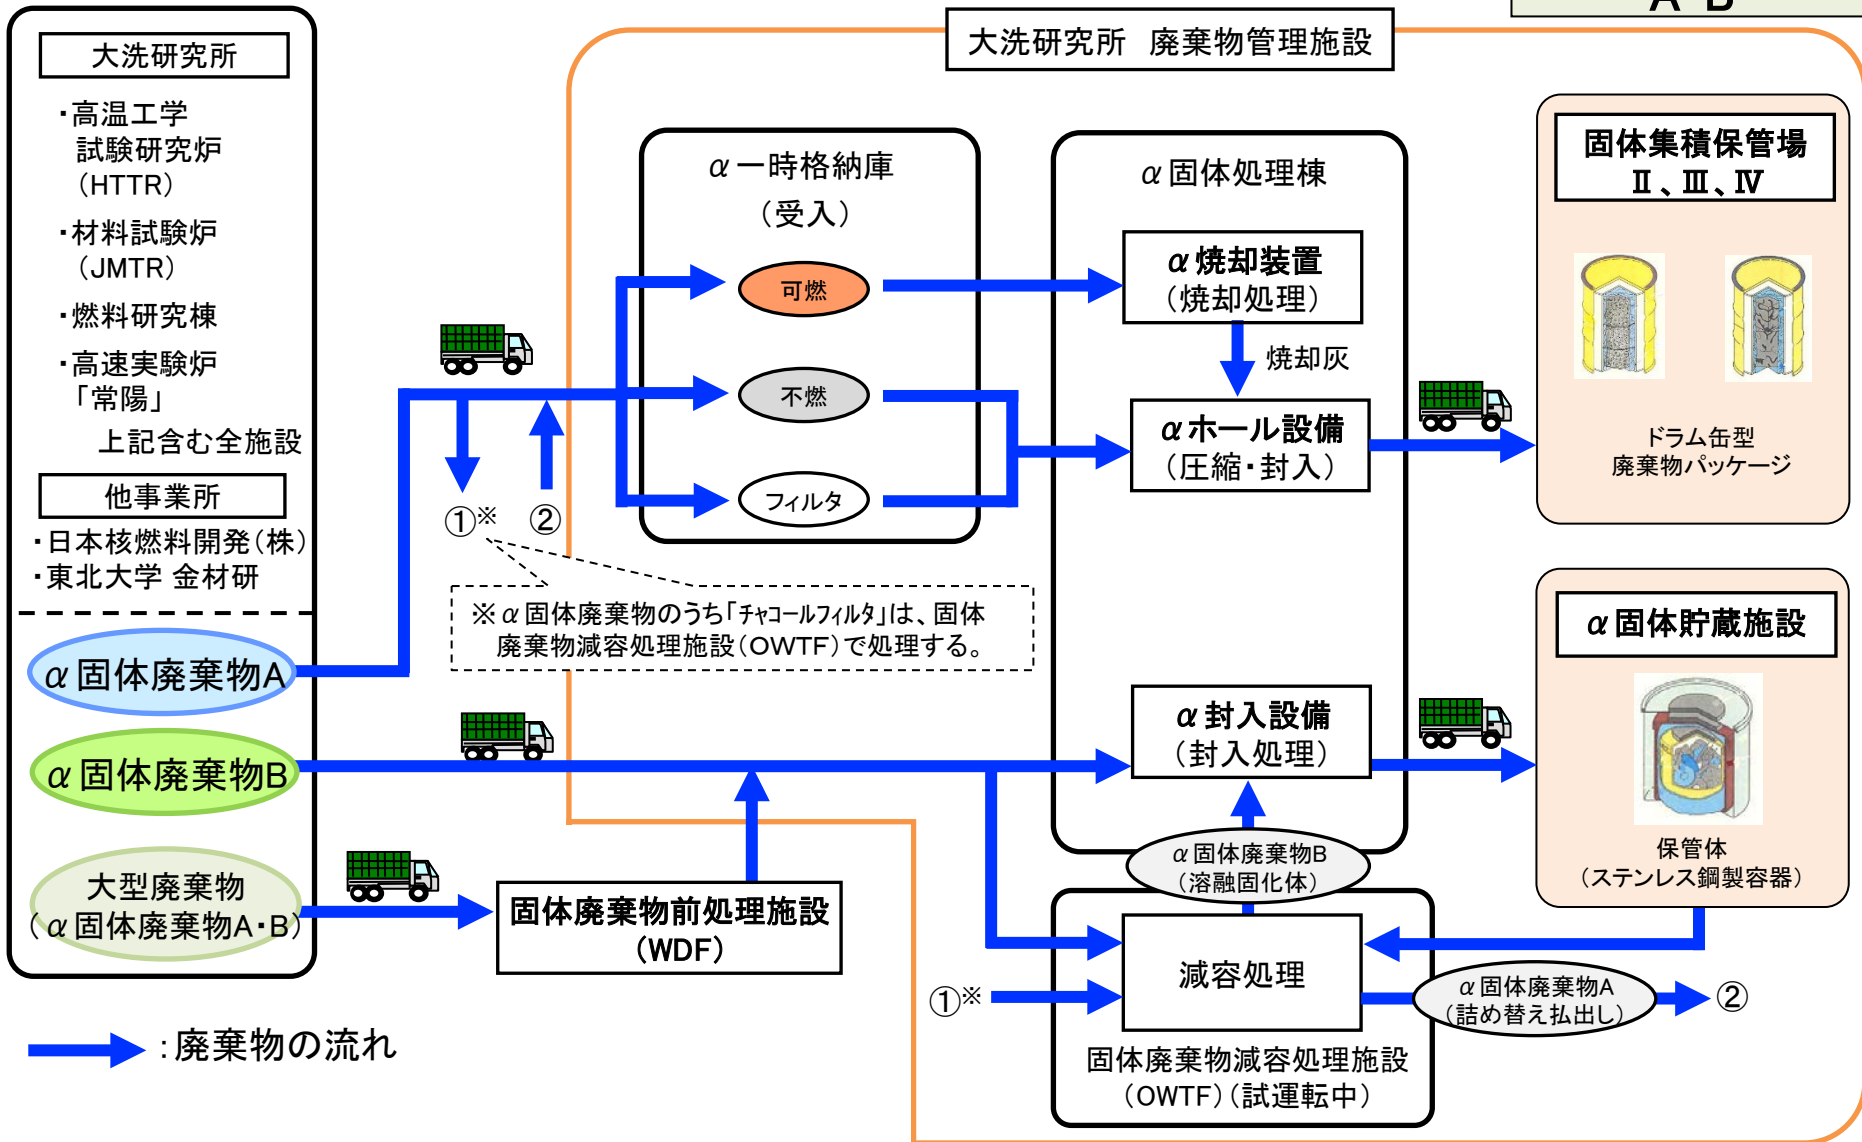 A B
大洗研究所 廃棄物管理施設
大洗研究所
・高温工学
試験研究炉
(HTTR)
・材料試験炉
(JMTR)
・燃料研究棟
・高速実験炉
「常陽」
上記含む全施設
他事業所
・日本核燃料開発(株)
・東北大学 金材研
α固体廃棄物A
α固体廃棄物B
大型廃棄物
(α固体廃棄物A・B)
:廃棄物の流れ
①※
②
※α固体廃棄物のうち「チャコールフィルタ」は、固体
廃棄物減容処理施設(OWTF)で処理する。
固体廃棄物前処理施設
(WDF)
α一時格納庫
(受入)
可燃
不燃
フィルタ
α固体処理棟
α焼却装置
(焼却処理)
焼却灰
αホール設備
(圧縮・封入)
α封入設備
(封入処理)
α固体廃棄物B
(溶融固化体)
①※
減容処理
固体廃棄物減容処理施設
(OWTF)(試運転中)
α固体廃棄物A
(詰め替え払出し)
②
固体集積保管場
Ⅱ、Ⅲ、Ⅳ
ドラム缶型
廃棄物パッケージ
α固体貯蔵施設
保管体
(ステンレス鋼製容器)